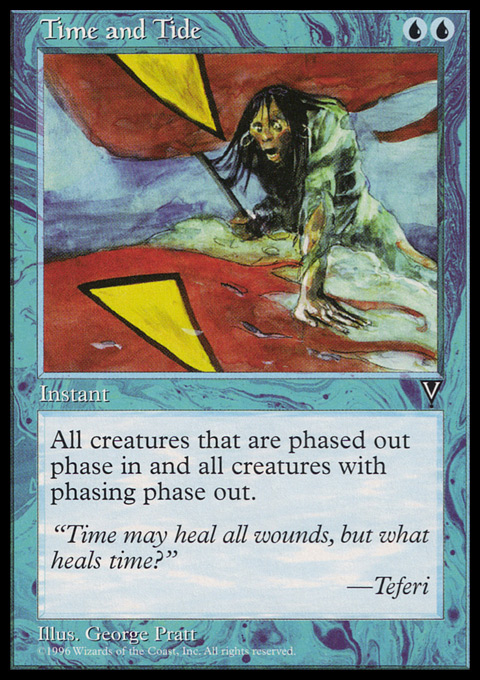 Time and Tide
Instant
V
All creatures that are phased out
phase in and all creatures with
phasing phase out.
“Time may heal all wounds, but what
heals time?”
—Teferi
Illus. George Pratt
©1996 Wizards of the Coast, Inc. All rights reserved.